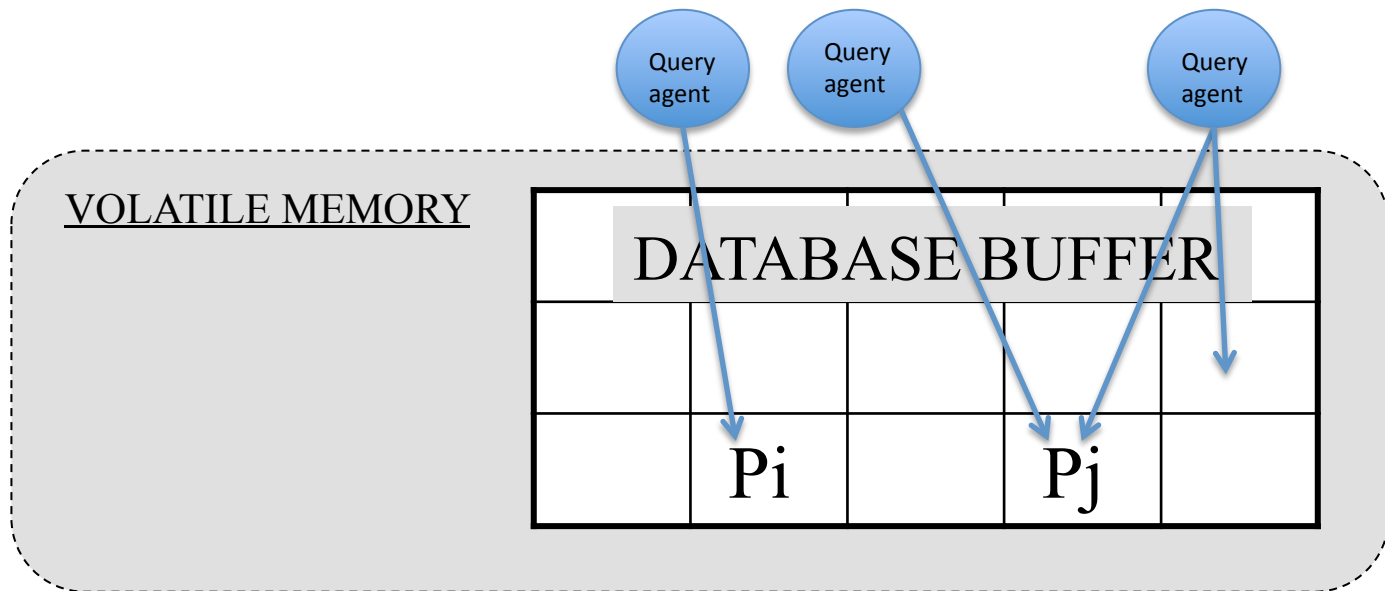 Query
agent
Query
agent
Query
agent
VOLATILE MEMORY
DATABASE BUFFER
Pi
Pj